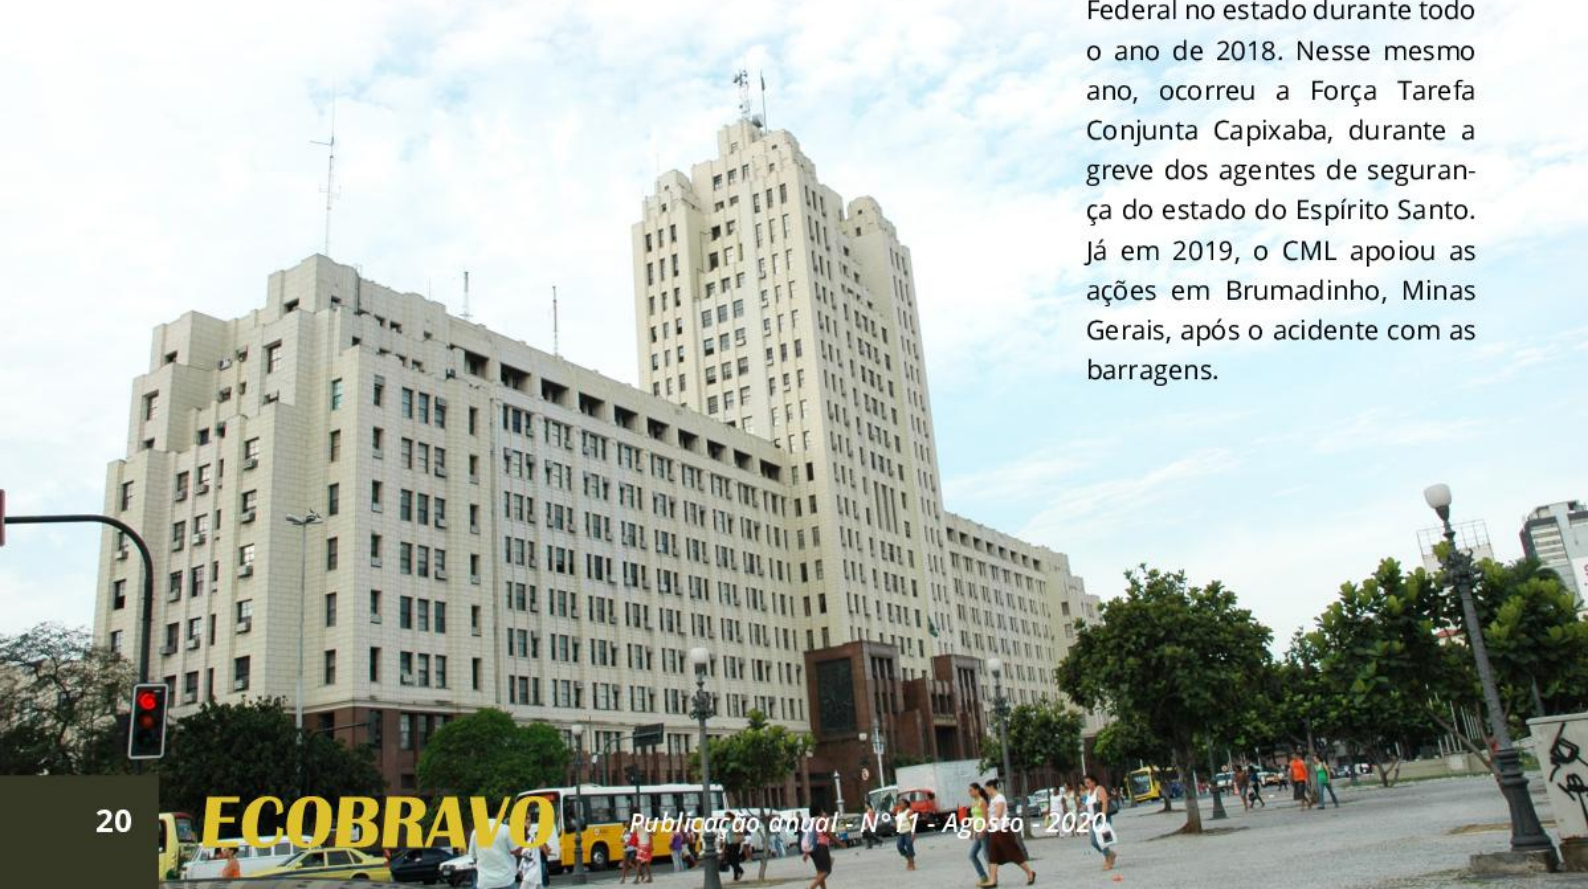 Federal no estado durante todo
o ano de 2018. Nesse mesmo
ano, ocorreu a Força Tarefa
Conjunta Capixaba, durante a
greve dos agentes de seguran-
ça do estado do Espírito Santo.
Já em 2019, o CML apoiou as
ações em Brumadinho, Minas
Gerais, após o acidente com as
barragens.
20
ECOBRAVO
Publicação anual - N°11 - Agosto - 2020